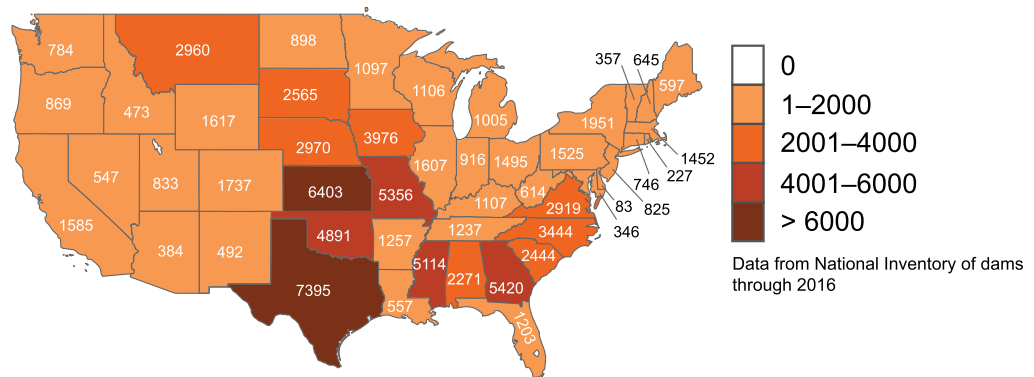 357 645
784 2960 898 1097 597
869 473 2565 1106 1005 1951
1617 3976 1452
2970 1607 916 1495 1525 227
547 833 1737 6403 5356 614 746
1107 2919 83 825
1585 384 492 4891 1257 1237 3444 346
5114 2271 2444
7395 5420
557 1203
0
1–2000
2001–4000
4001–6000
> 6000
Data from National Inventory of dams
through 2016